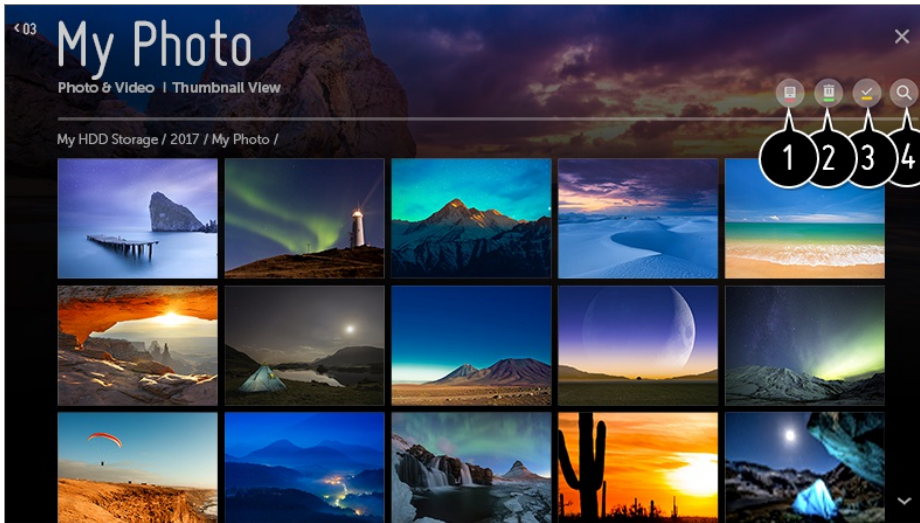 03
My Photo
Photo & Video | Thumbnail View
My HDD Storage / 2017 / My Photo /
1 2 3 4